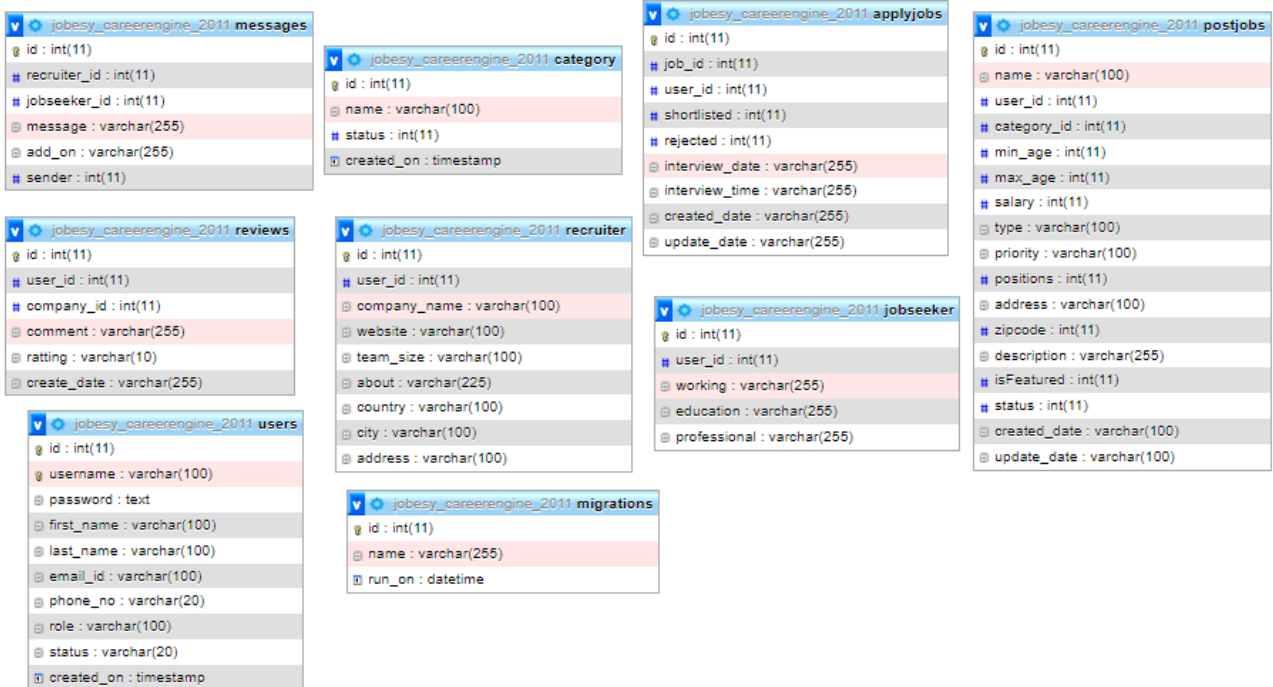 jobesy_careerengine_2011 messages
id : int(11)
recruiter_id : int(11)
jobseeker_id : int(11)
message : varchar(255)
add_on : varchar(255)
sender : int(11)
jobesy_careerengine_2011 category
id : int(11)
name : varchar(100)
status : int(11)
created_on : timestamp
jobesy_careerengine_2011 applyjobs
id : int(11)
job_id : int(11)
user_id : int(11)
shortlisted : int(11)
rejected : int(11)
interview_date : varchar(255)
interview_time : varchar(255)
created_date : varchar(255)
update_date : varchar(255)
jobesy_careerengine_2011 postjobs
id : int(11)
name : varchar(100)
user_id : int(11)
category_id : int(11)
min_age : int(11)
max_age : int(11)
salary : int(11)
type : varchar(100)
priority : varchar(100)
positions : int(11)
address : varchar(100)
zipcode : int(11)
description : varchar(255)
isFeatured : int(11)
status : int(11)
created_date : varchar(100)
update_date : varchar(100)
jobesy_careerengine_2011 reviews
id : int(11)
user_id : int(11)
company_id : int(11)
comment : varchar(255)
ratting : varchar(10)
create_date : varchar(255)
jobesy_careerengine_2011 recruiter
id : int(11)
user_id : int(11)
company_name : varchar(100)
website : varchar(100)
team_size : varchar(100)
about : varchar(225)
country : varchar(100)
city : varchar(100)
address : varchar(100)
jobesy_careerengine_2011 jobseeker
id : int(11)
user_id : int(11)
working : varchar(255)
education : varchar(255)
professional : varchar(255)
jobesy_careerengine_2011 users
id : int(11)
username : varchar(100)
password : text
first_name : varchar(100)
last_name : varchar(100)
email_id : varchar(100)
phone_no : varchar(20)
role : varchar(100)
status : varchar(20)
created_on : timestamp
jobesy_careerengine_2011 migrations
id : int(11)
name : varchar(255)
run_on : datetime